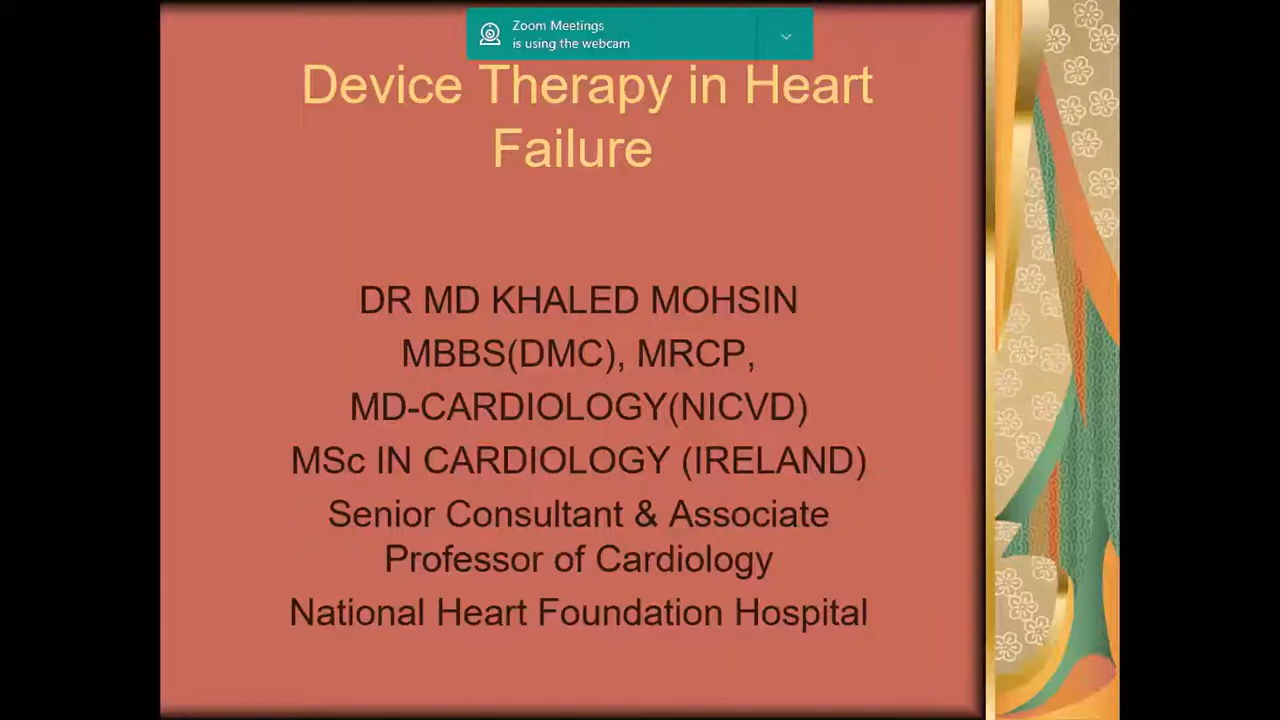 Zoom Meetings
is using the webcam
Device Therapy in Heart
Failure
DR MD KHALED MOHSIN
MBBS(DMC), MRCP,
MD-CARDIOLOGY(NICVD)
MSc IN CARDIOLOGY (IRELAND)
Senior Consultant & Associate
Professor of Cardiology
National Heart Foundation Hospital